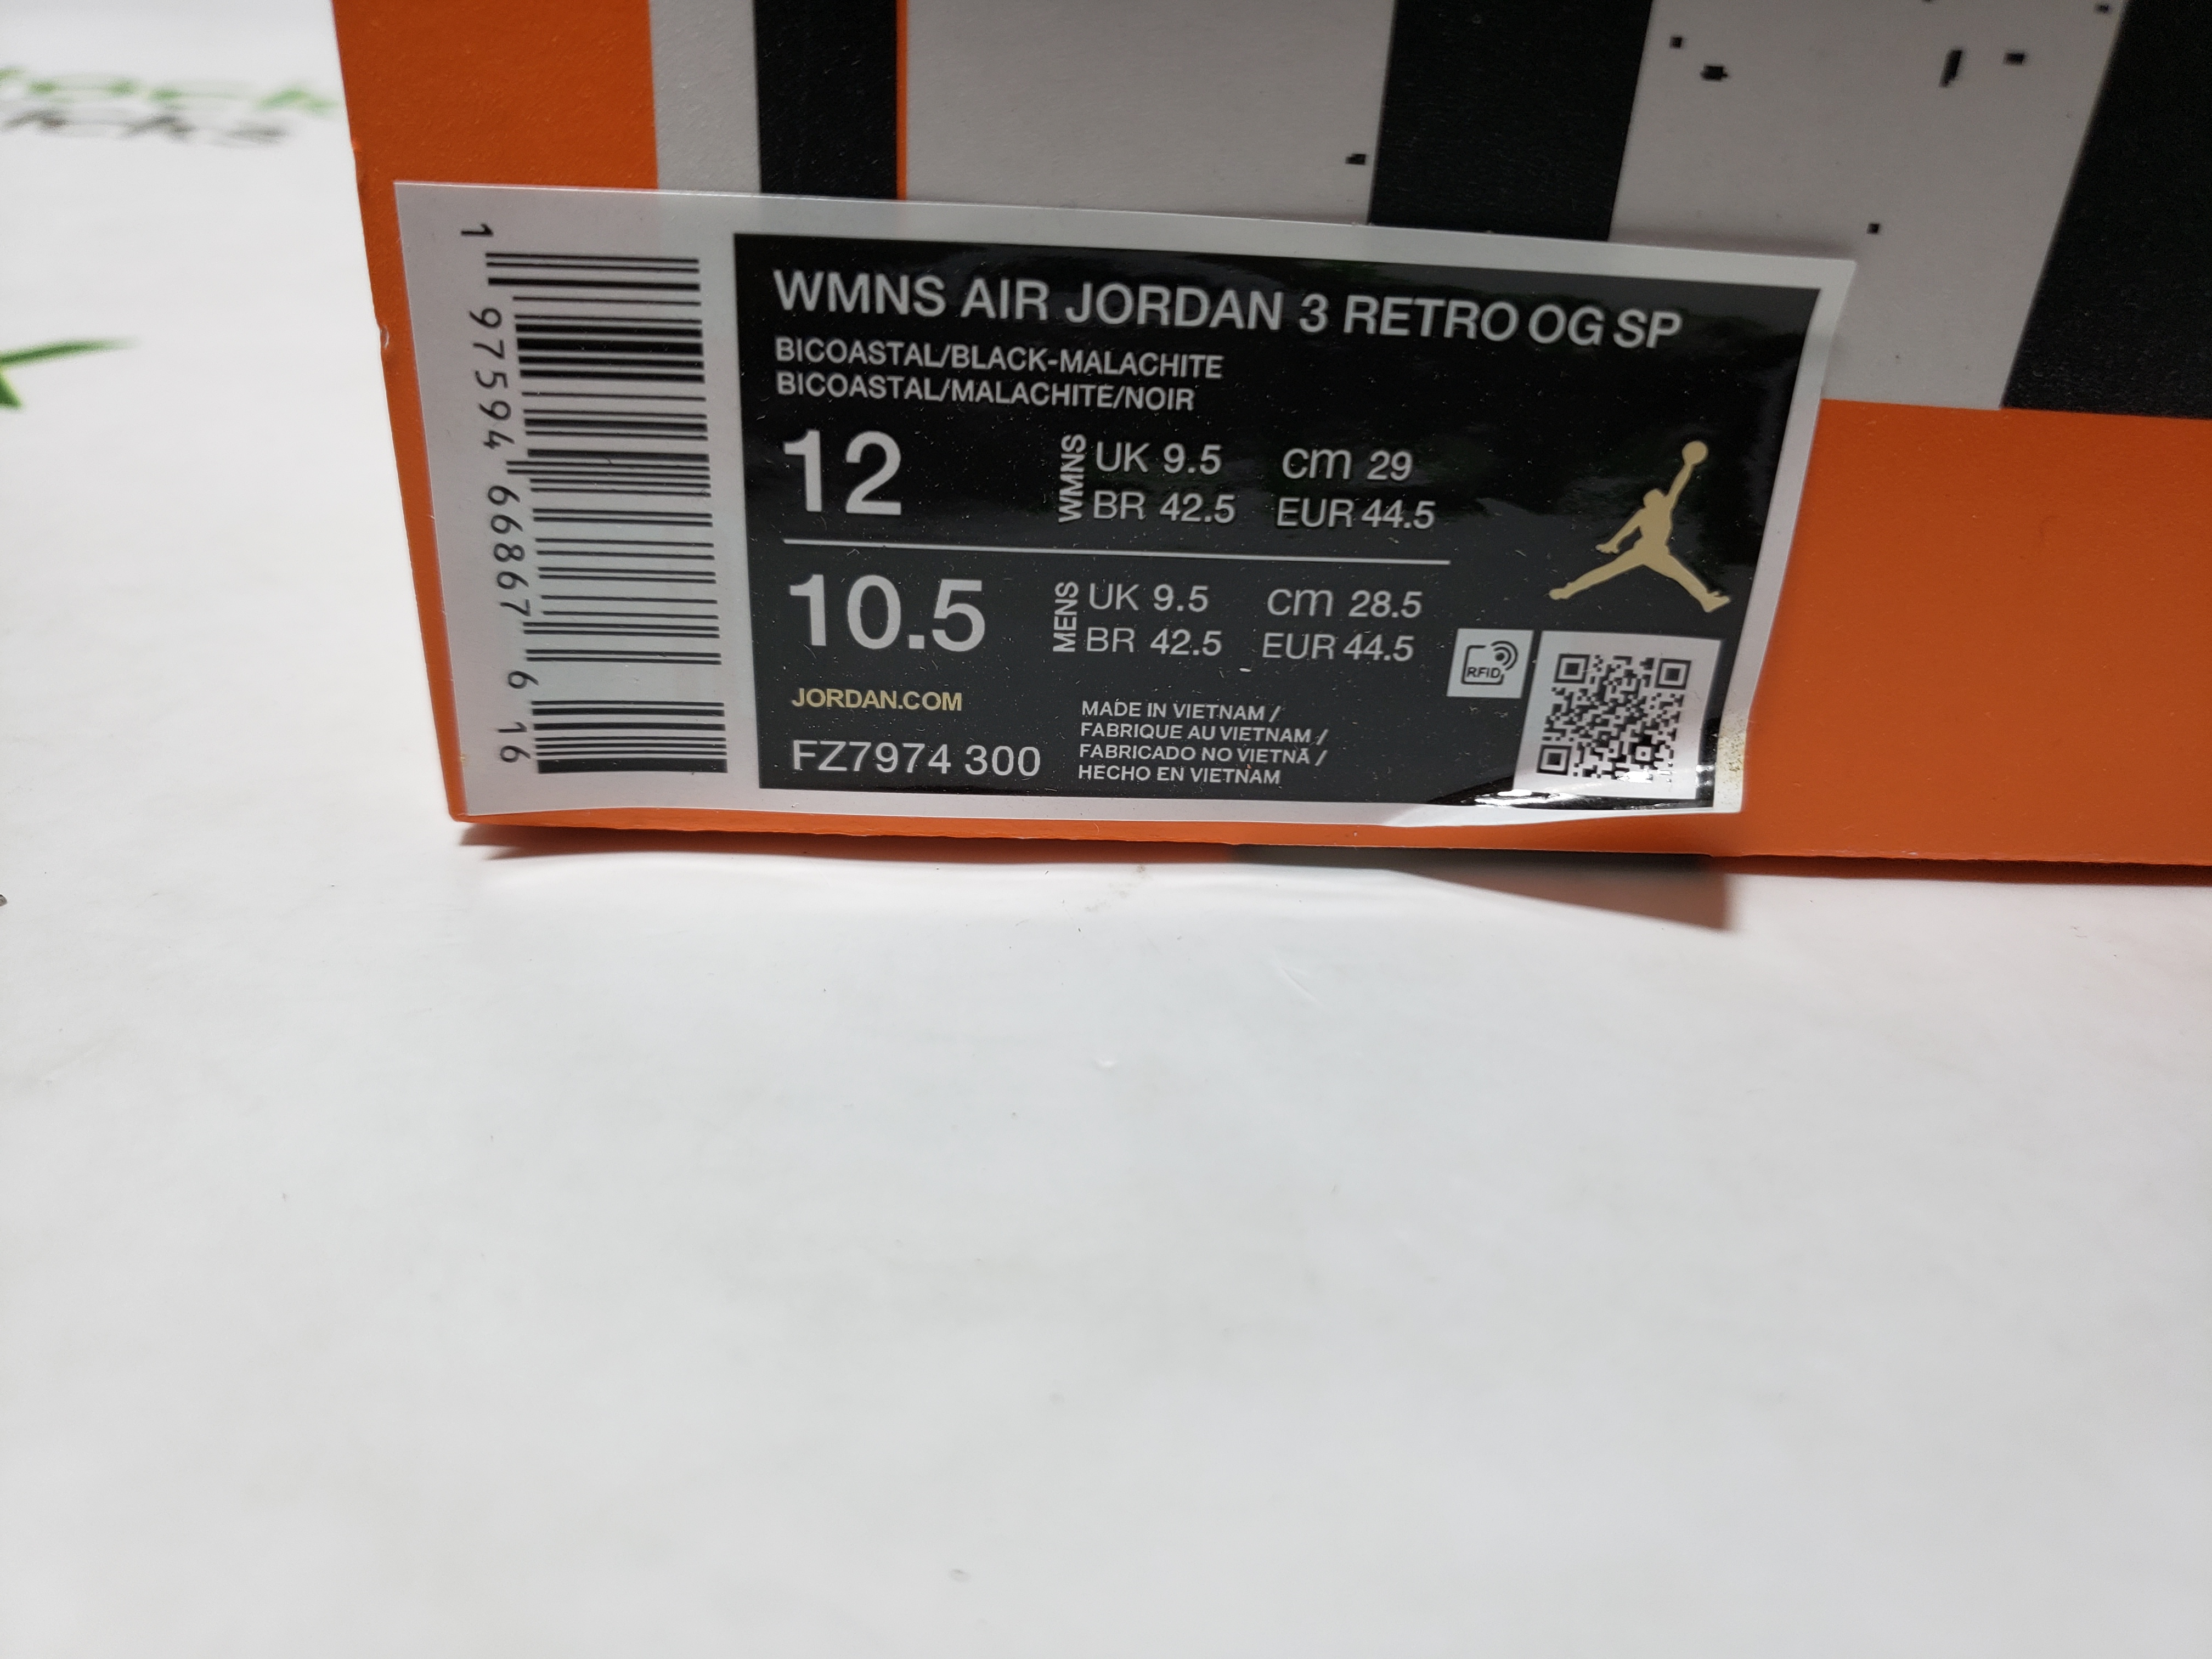 WMNS AIR JORDAN 3 RETRO OG SP
BICOASTAL/BLACK-MALACHITE
BICOASTAL/MALACHITE/NOIR
12 WMNS UK 9.5 cm 29
BR 42.5 EUR 44.5
10.5 MENS UK 9.5 cm 28.5
BR 42.5 EUR 44.5
RFID
JORDAN.COM
FZ7974 300
MADE IN VIETNAM /
FABRIQUE AU VIETNAM /
FABRICADO NO VIETNÃ /
HECHO EN VIETNAM
1 97594 66867 6 16